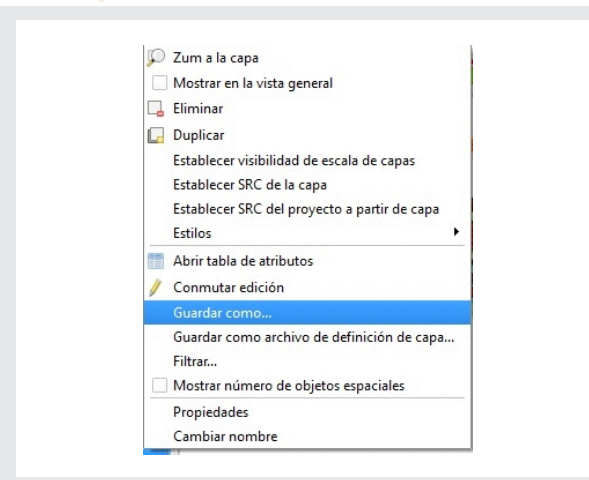 Zum a la capa
Mostrar en la vista general
Eliminar
Duplicar
Establecer visibilidad de escala de capas
Establecer SRC de la capa
Establecer SRC del proyecto a partir de capa
Estilos
Abrir tabla de atributos
Conmutar edición
Guardar como...
Guardar como archivo de definición de capa...
Filtrar...
Mostrar número de objetos espaciales
Propiedades
Cambiar nombre